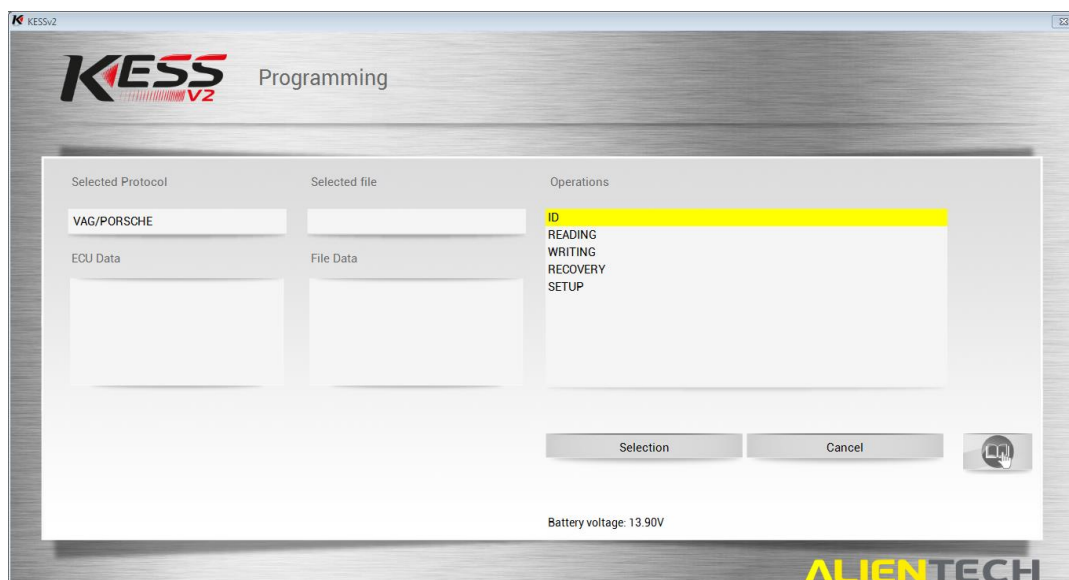 KESSv2
KESS V2
Programming
Selected Protocol
Selected file
Operations
VAG/PORSCHE
ID
READING
WRITING
RECOVERY
SETUP
ECU Data
File Data
Selection
Cancel
Battery voltage: 13.90V
ALIENTECH